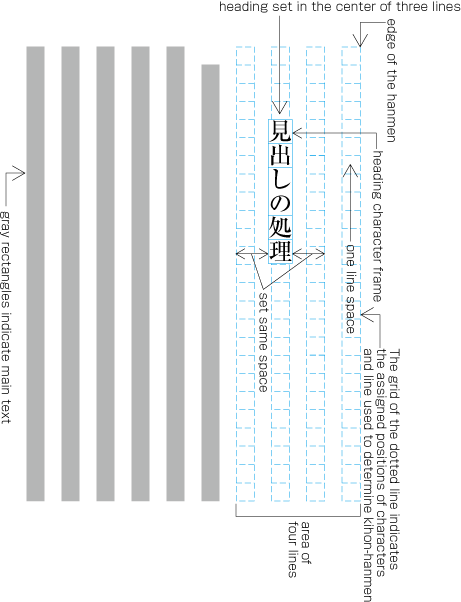 heading set in the center of three lines
edge of the hanmen
heading character frame
one line space
見出しの処理
set same space
The grid of the dotted line indicates
the assigned positions of characters
and line used to determine kihon-hanmen
area of
four lines
gray rectangles indicate main text